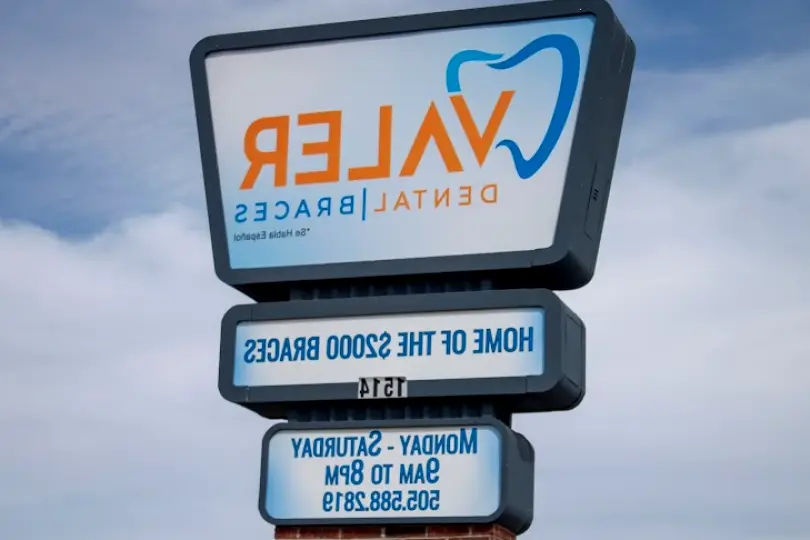 VALER
DENTAL | BRACES
*Se Habla Español
HOME OF THE $2000 BRACES
1514
MONDAY - SATURDAY
9AM TO 8PM
505.588.2819